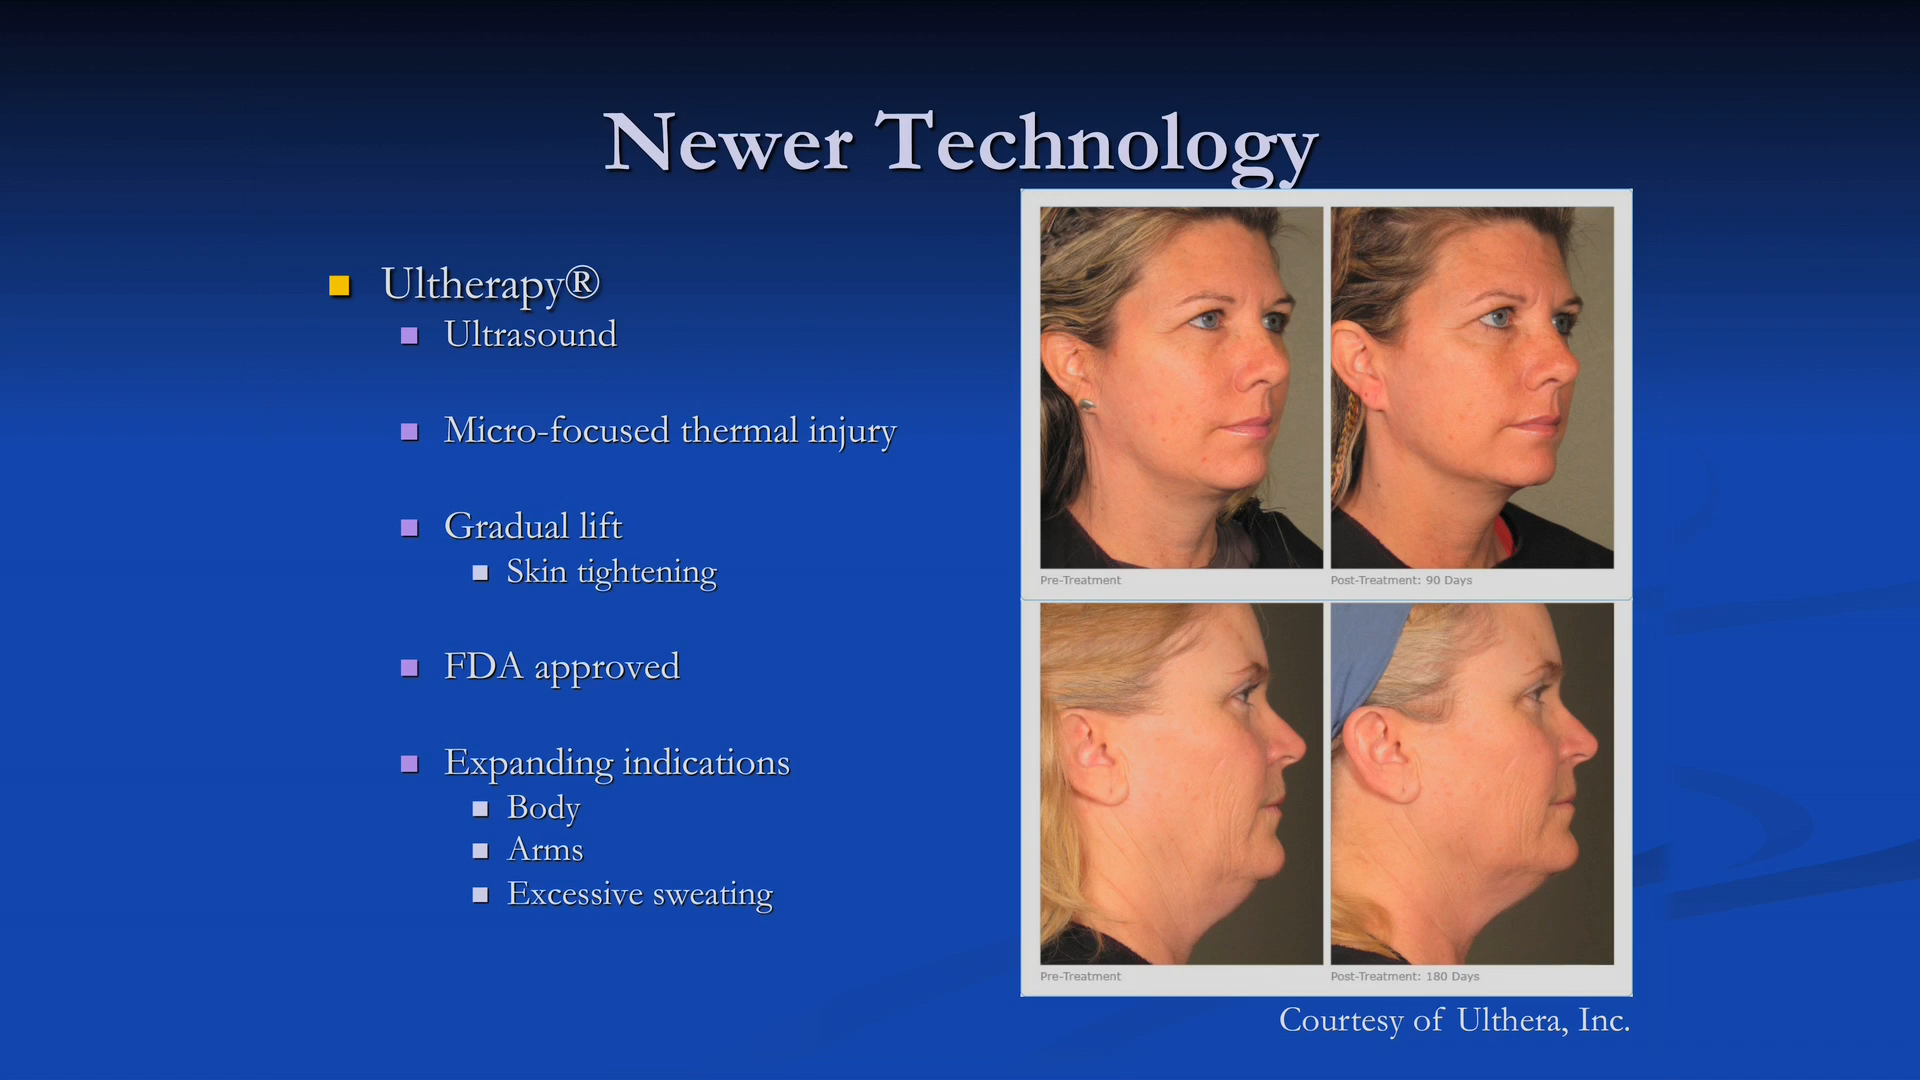 Newer Technology
Ultherapy®
Ultrasound
Micro-focused thermal injury
Gradual lift
Skin tightening
FDA approved
Expanding indications
Body
Arms
Excessive sweating
Pre-Treatment
Post-Treatment: 90 Days
Pre-Treatment
Post-Treatment: 180 Days
Courtesy of Ulthera, Inc.